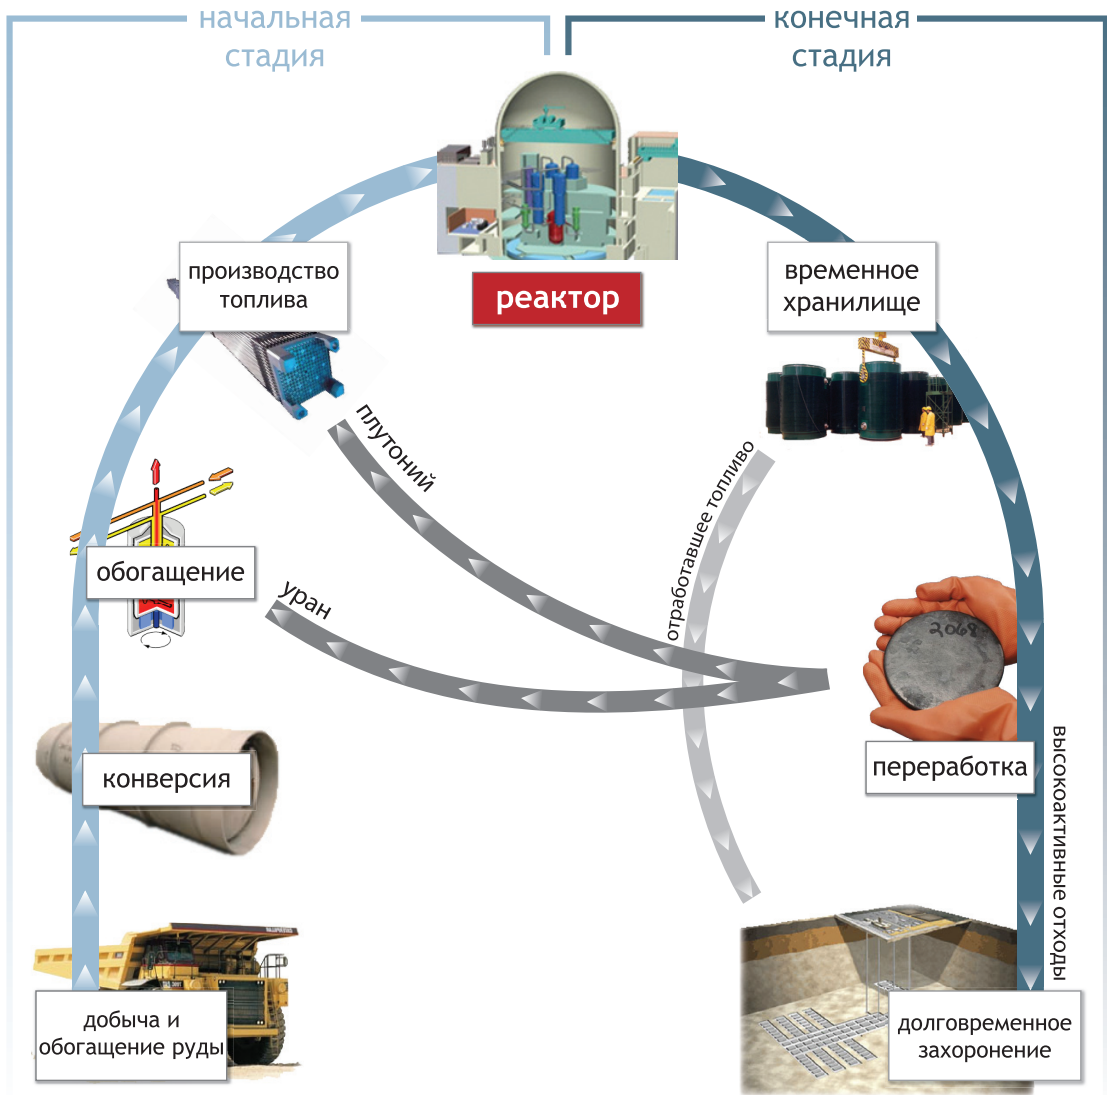 начальная
стадия
конечная
стадия
реактор
производство
топлива
временное
хранилище
плутоний
отработавшее топливо
обогащение
уран
2068
конверсия
переработка
высокоактивные отходы
добыча и
обогащение руды
долговременное
захоронение